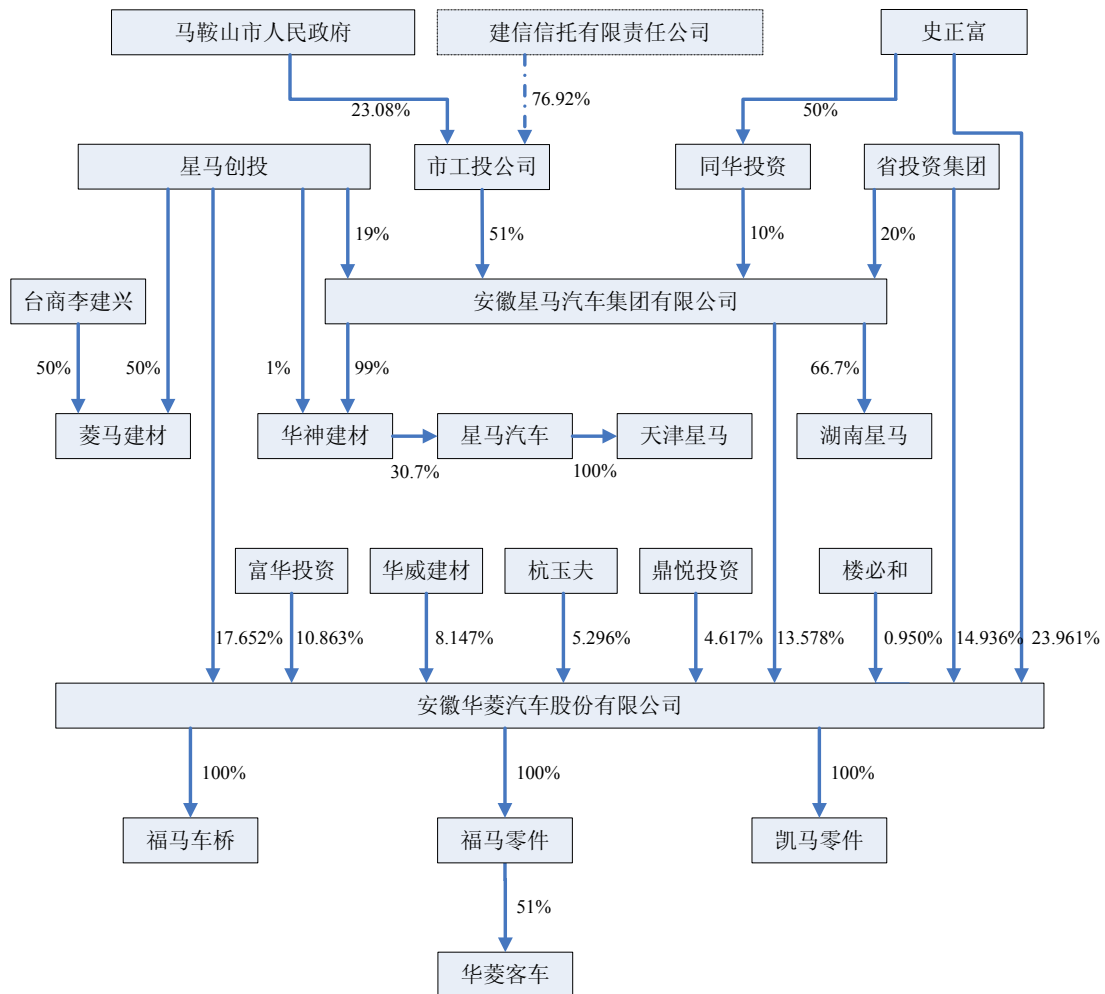 马鞍山市人民政府
建信信托有限责任公司
史正富
23.08%
76.92%
50%
星马创投
市工投公司
同华投资
省投资集团
19%
51%
10%
20%
台商李建兴
安徽星马汽车集团有限公司
50%
50%
1%
99%
66.7%
菱马建材
华神建材
星马汽车
天津星马
湖南星马
30.7%
100%
富华投资
华威建材
杭玉夫
鼎悦投资
楼必和
17.652%
10.863%
8.147%
5.296%
4.617%
13.578%
0.950%
14.936%
23.961%
安徽华菱汽车股份有限公司
100%
100%
100%
福马车桥
福马零件
凯马零件
51%
华菱客车